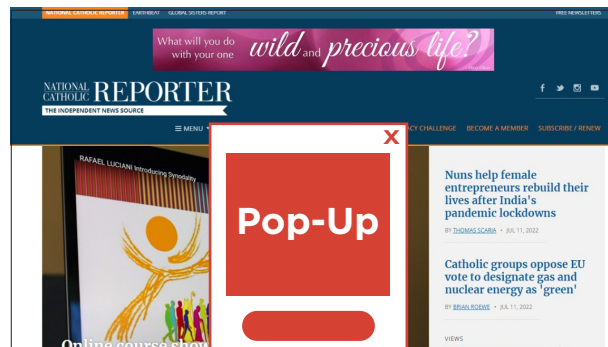 NATIONAL CATHOLIC REPORTER EARTHBEAT GLOBAL SISTERS REPORT FREE NEWSLETTERS
What will you do
with your one
wild and precious life?
NATIONAL
CATHOLIC REPORTER
THE INDEPENDENT NEWS SOURCE
☰ MENU
CY CHALLENGE BECOME A MEMBER SUBSCRIBE / RENEW
X
Pop-Up
RAFAEL LUCIANI Introducing Synodality
Online course show
Nuns help female
entrepreneurs rebuild their
lives after India's
pandemic lockdowns
BY THOMAS SCARIA • JUL 11, 2022
Catholic groups oppose EU
vote to designate gas and
nuclear energy as 'green'
BY BRIAN ROEWE • JUL 11, 2022
VIEWS